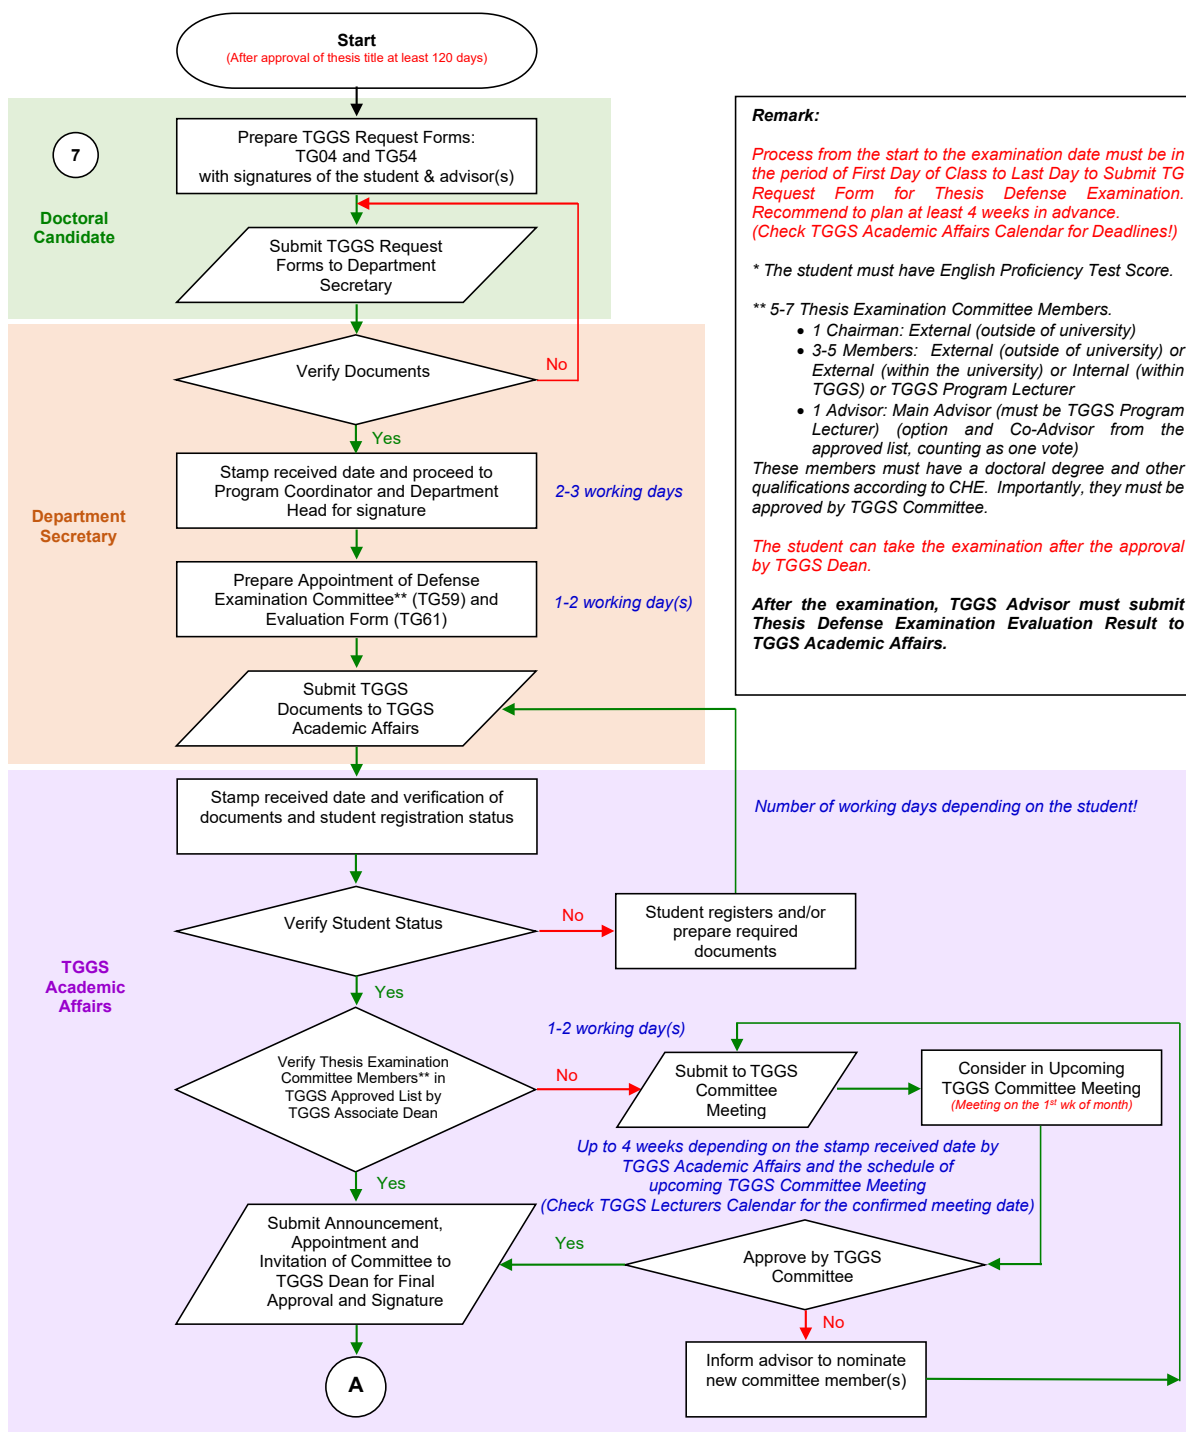 Start
(After approval of thesis title at least 120 days)
7
Doctoral
Candidate
Prepare TGGS Request Forms:
TG04 and TG54
with signatures of the student & advisor(s)
Submit TGGS Request
Forms to Department
Secretary
Remark:
Process from the start to the examination date must be in
the period of First Day of Class to Last Day to Submit TG
Request Form for Thesis Defense Examination.
Recommend to plan at least 4 weeks in advance.
(Check TGGS Academic Affairs Calendar for Deadlines!)
* The student must have English Proficiency Test Score.
** 5-7 Thesis Examination Committee Members.
• 1 Chairman: External (outside of university)
• 3-5 Members: External (outside of university) or
External (within the university) or Internal (within
TGGS) or TGGS Program Lecturer
• 1 Advisor: Main Advisor (must be TGGS Program
Lecturer) (option and Co-Advisor from the
approved list, counting as one vote)
These members must have a doctoral degree and other
qualifications according to CHE. Importantly, they must be
approved by TGGS Committee.
The student can take the examination after the approval
by TGGS Dean.
After the examination, TGGS Advisor must submit
Thesis Defense Examination Evaluation Result to
TGGS Academic Affairs.
Department
Secretary
Verify Documents
No
Yes
Stamp received date and proceed to
Program Coordinator and Department
Head for signature
2-3 working days
Prepare Appointment of Defense
Examination Committee** (TG59) and
Evaluation Form (TG61)
1-2 working day(s)
Submit TGGS
Documents to TGGS
Academic Affairs
TGGS
Academic
Affairs
Stamp received date and verification of
documents and student registration status
Number of working days depending on the student!
Verify Student Status
No
Student registers and/or
prepare required
documents
Yes
Verify Thesis Examination
Committee Members** in
TGGS Approved List by
TGGS Associate Dean
No
1-2 working day(s)
Submit to TGGS
Committee
Meeting
Consider in Upcoming
TGGS Committee Meeting
(Meeting on the 1st wk of month)
Up to 4 weeks depending on the stamp received date by
TGGS Academic Affairs and the schedule of
upcoming TGGS Committee Meeting
(Check TGGS Lecturers Calendar for the confirmed meeting date)
Yes
Submit Announcement,
Appointment and
Invitation of Committee to
TGGS Dean for Final
Approval and Signature
Yes
Approve by TGGS
Committee
No
Inform advisor to nominate
new committee member(s)
A